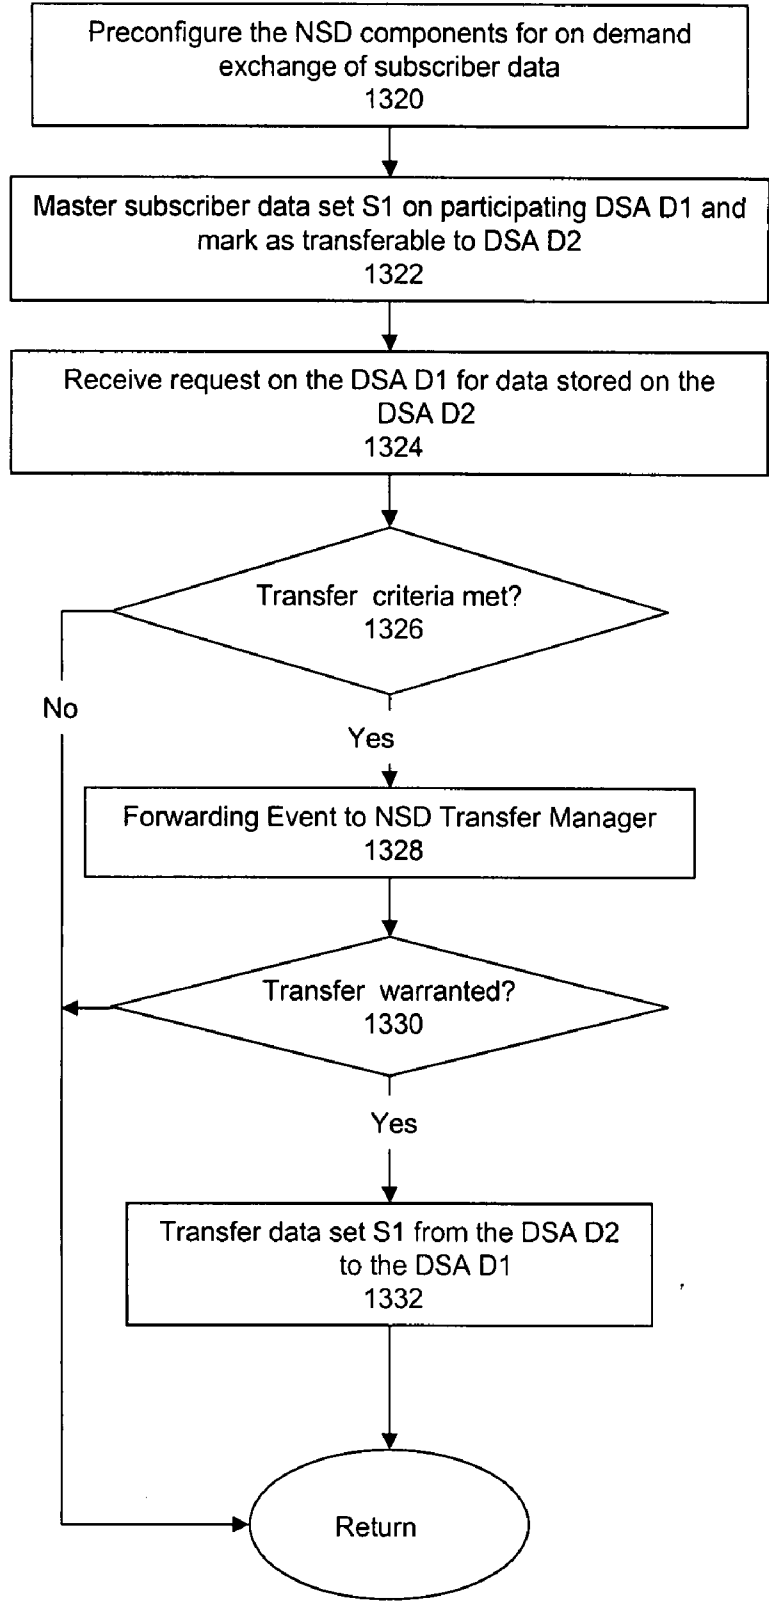 Preconfigure the NSD components for on demand
exchange of subscriber data
1320
Master subscriber data set S1 on participating DSA D1 and
mark as transferable to DSA D2
1322
Receive request on the DSA D1 for data stored on the
DSA D2
1324
Transfer criteria met?
1326
No
Yes
Forwarding Event to NSD Transfer Manager
1328
Transfer warranted?
1330
Yes
Transfer data set S1 from the DSA D2
to the DSA D1
1332
Return